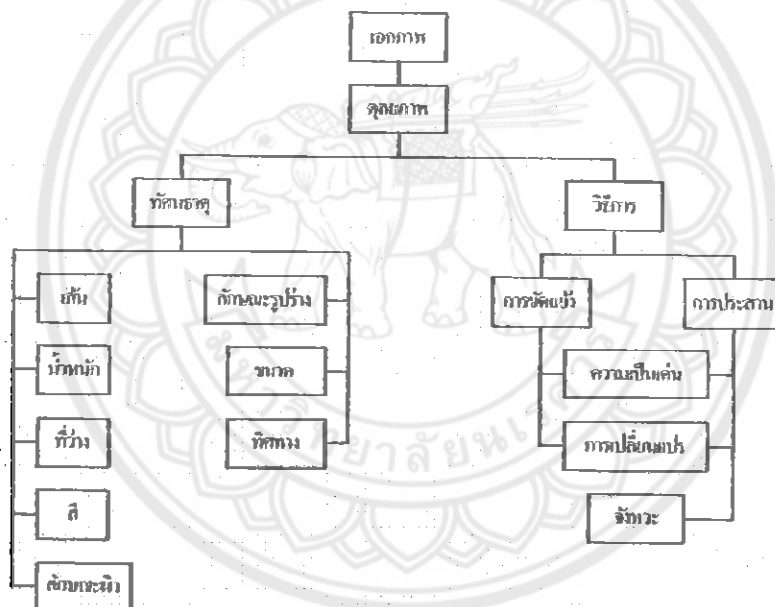 เอกภาพ
ดุลยภาพ
ทัศนธาตุ
วิธีการ
เส้น
ลักษณะรูปร่าง
การขัดแย้ง
การประสาน
น้ำหนัก
ขนาด
ความเป็นเด่น
ที่ว่าง
ทิศทาง
การเปลี่ยนแปร
สี
จังหวะ
ลักษณะผิว